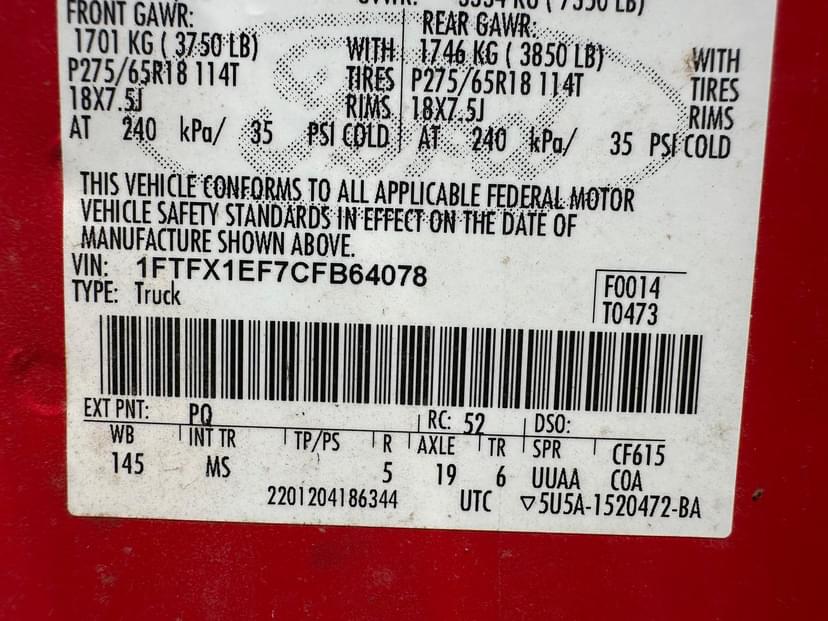 FRONT GAWR:
1701 KG ( 3750 LB) WITH
P275/65R18 114T TIRES
18X7.5J RIMS
AT 240 kPa/ 35 PSI COLD
REAR GAWR:
1746 KG ( 3850 LB) WITH
P275/65R18 114T TIRES
18X7.5J RIMS
AT 240 kPa/ 35 PSI COLD
THIS VEHICLE CONFORMS TO ALL APPLICABLE FEDERAL MOTOR
VEHICLE SAFETY STANDARDS IN EFFECT ON THE DATE OF
MANUFACTURE SHOWN ABOVE.
VIN: 1FTFX1EF7CFB64078
TYPE: Truck
F0014
T0473
EXT PNT: PQ RC: 52 DSO:
WB INT TR TP/PS R AXLE TR SPR CF615
145 MS 5 19 6 UUAA COA
2201204186344 UTC ▽5U5A-1520472-BA